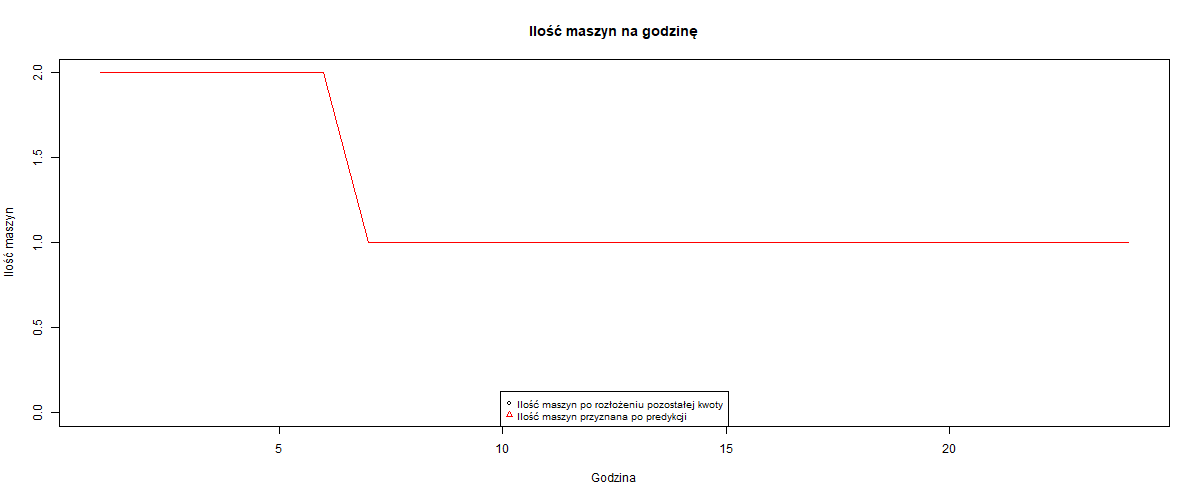 Ilość maszyn na godzinę
Ilość maszyn
2.0
1.5
1.0
0.5
0.0
Ilość maszyn po rozłożeniu pozostałej kwoty
Ilość maszyn przyznana po predykcji
5 10 15 20
Godzina